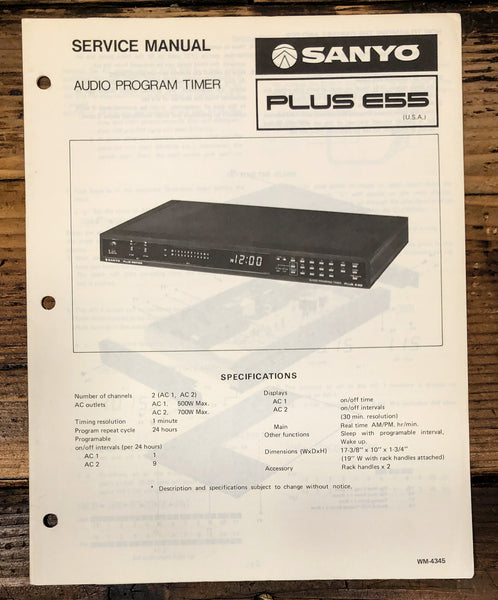 SERVICE MANUAL
AUDIO PROGRAM TIMER
SANYO
PLUS E55
(U.S.A.)
12:00
SANYO PLUS SERIES
PLUS E55
SPECIFICATIONS
Number of channels 2 (AC 1, AC 2)
AC outlets AC 1. 500W Max.
AC 2. 700W Max.
Timing resolution 1 minute
Program repeat cycle 24 hours
Programable
on/off intervals (per 24 hours)
AC 1 1
AC 2 9
Displays
AC 1 on/off time
AC 2 on/off intervals
(30 min. resolution)
Main Real time AM/PM, hr/min.
Other functions Sleep with programable interval,
Wake up.
Dimensions (WxDxH) 17-3/8" x 10" x 1-3/4"
(19" W with rack handles attached)
Accessory Rack handles x 2
* Description and specifications subject to change without notice.
WM-4345